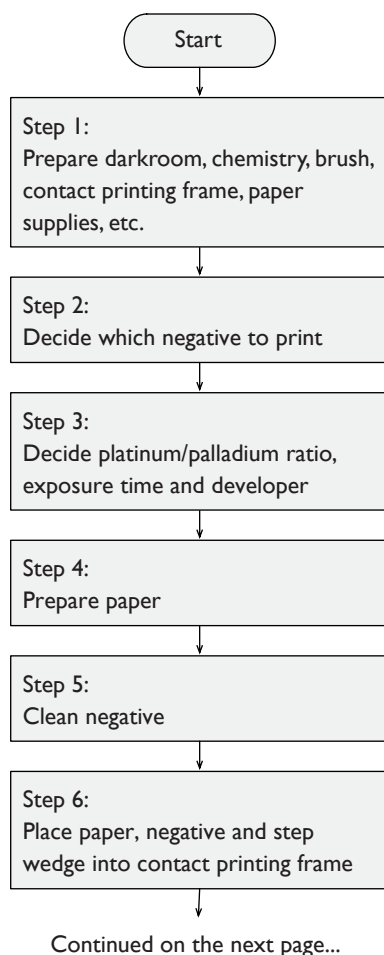 Start
Step 1:
Prepare darkroom, chemistry, brush,
contact printing frame, paper
supplies, etc.
Step 2:
Decide which negative to print
Step 3:
Decide platinum/palladium ratio,
exposure time and developer
Step 4:
Prepare paper
Step 5:
Clean negative
Step 6:
Place paper, negative and step
wedge into contact printing frame
Continued on the next page...